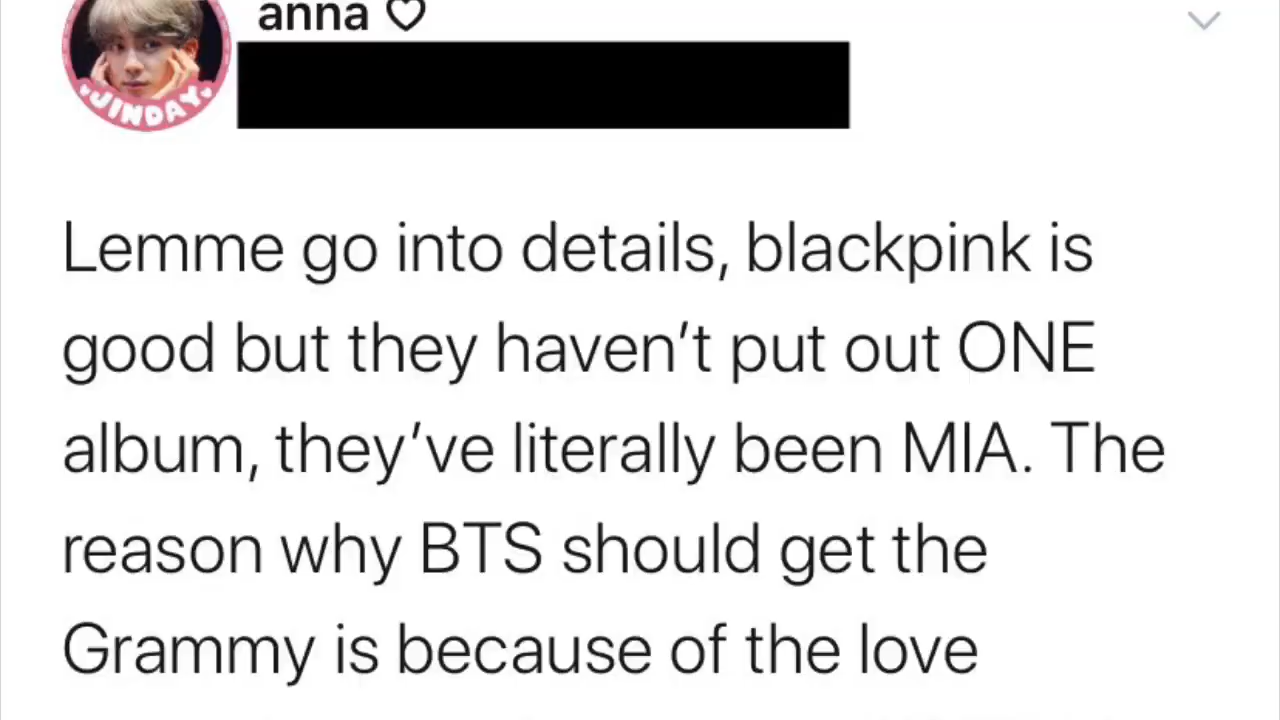 anna ♡
JINDAY
Lemme go into details, blackpink is
good but they haven’t put out ONE
album, they’ve literally been MIA. The
reason why BTS should get the
Grammy is because of the love